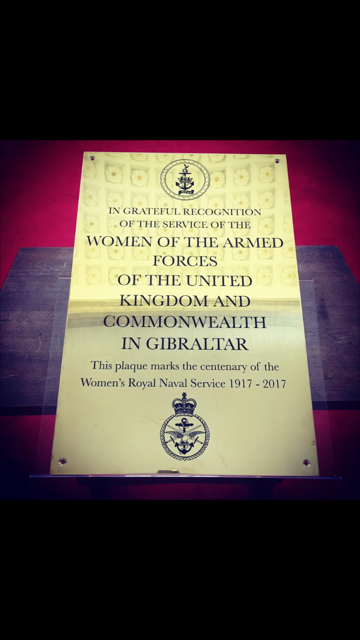 IN GRATEFUL RECOGNITION
OF THE SERVICE OF THE
WOMEN OF THE ARMED
FORCES
OF THE UNITED
KINGDOM AND
COMMONWEALTH
IN GIBRALTAR
This plaque marks the centenary of the
Women's Royal Naval Service 1917 - 2017